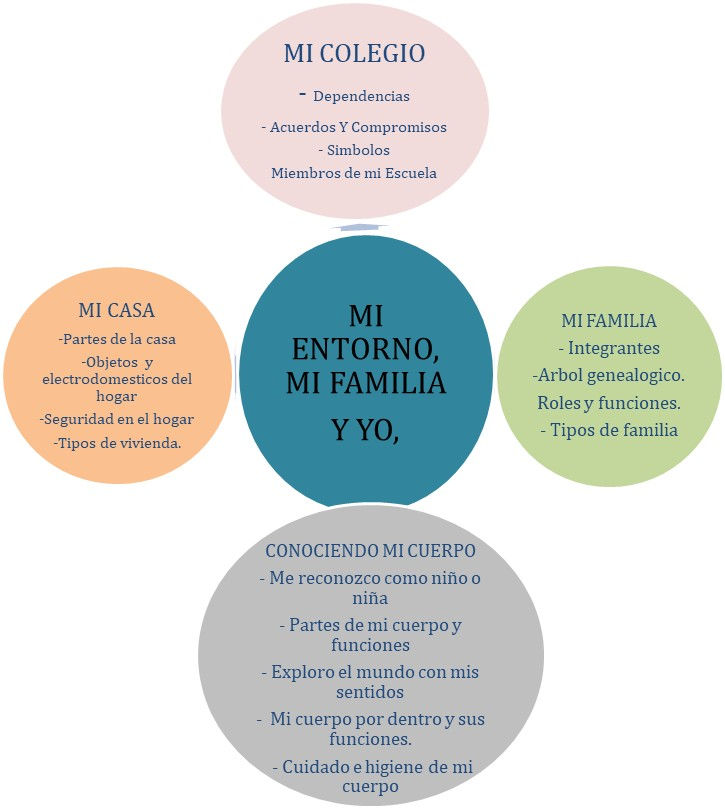 MI COLEGIO
- Dependencias
- Acuerdos Y Compromisos
- Simbolos
Miembros de mi Escuela
MI CASA
-Partes de la casa
-Objetos y
electrodomesticos del
hogar
-Seguridad en el hogar
-Tipos de vivienda.
MI
ENTORNO,
MI FAMILIA
Y YO,
MI FAMILIA
- Integrantes
-Arbol genealogico.
Roles y funciones.
- Tipos de familia
CONOCIENDO MI CUERPO
- Me reconozco como niño o
niña
- Partes de mi cuerpo y
funciones
- Exploro el mundo con mis
sentidos
- Mi cuerpo por dentro y sus
funciones.
- Cuidado e higiene de mi
cuerpo